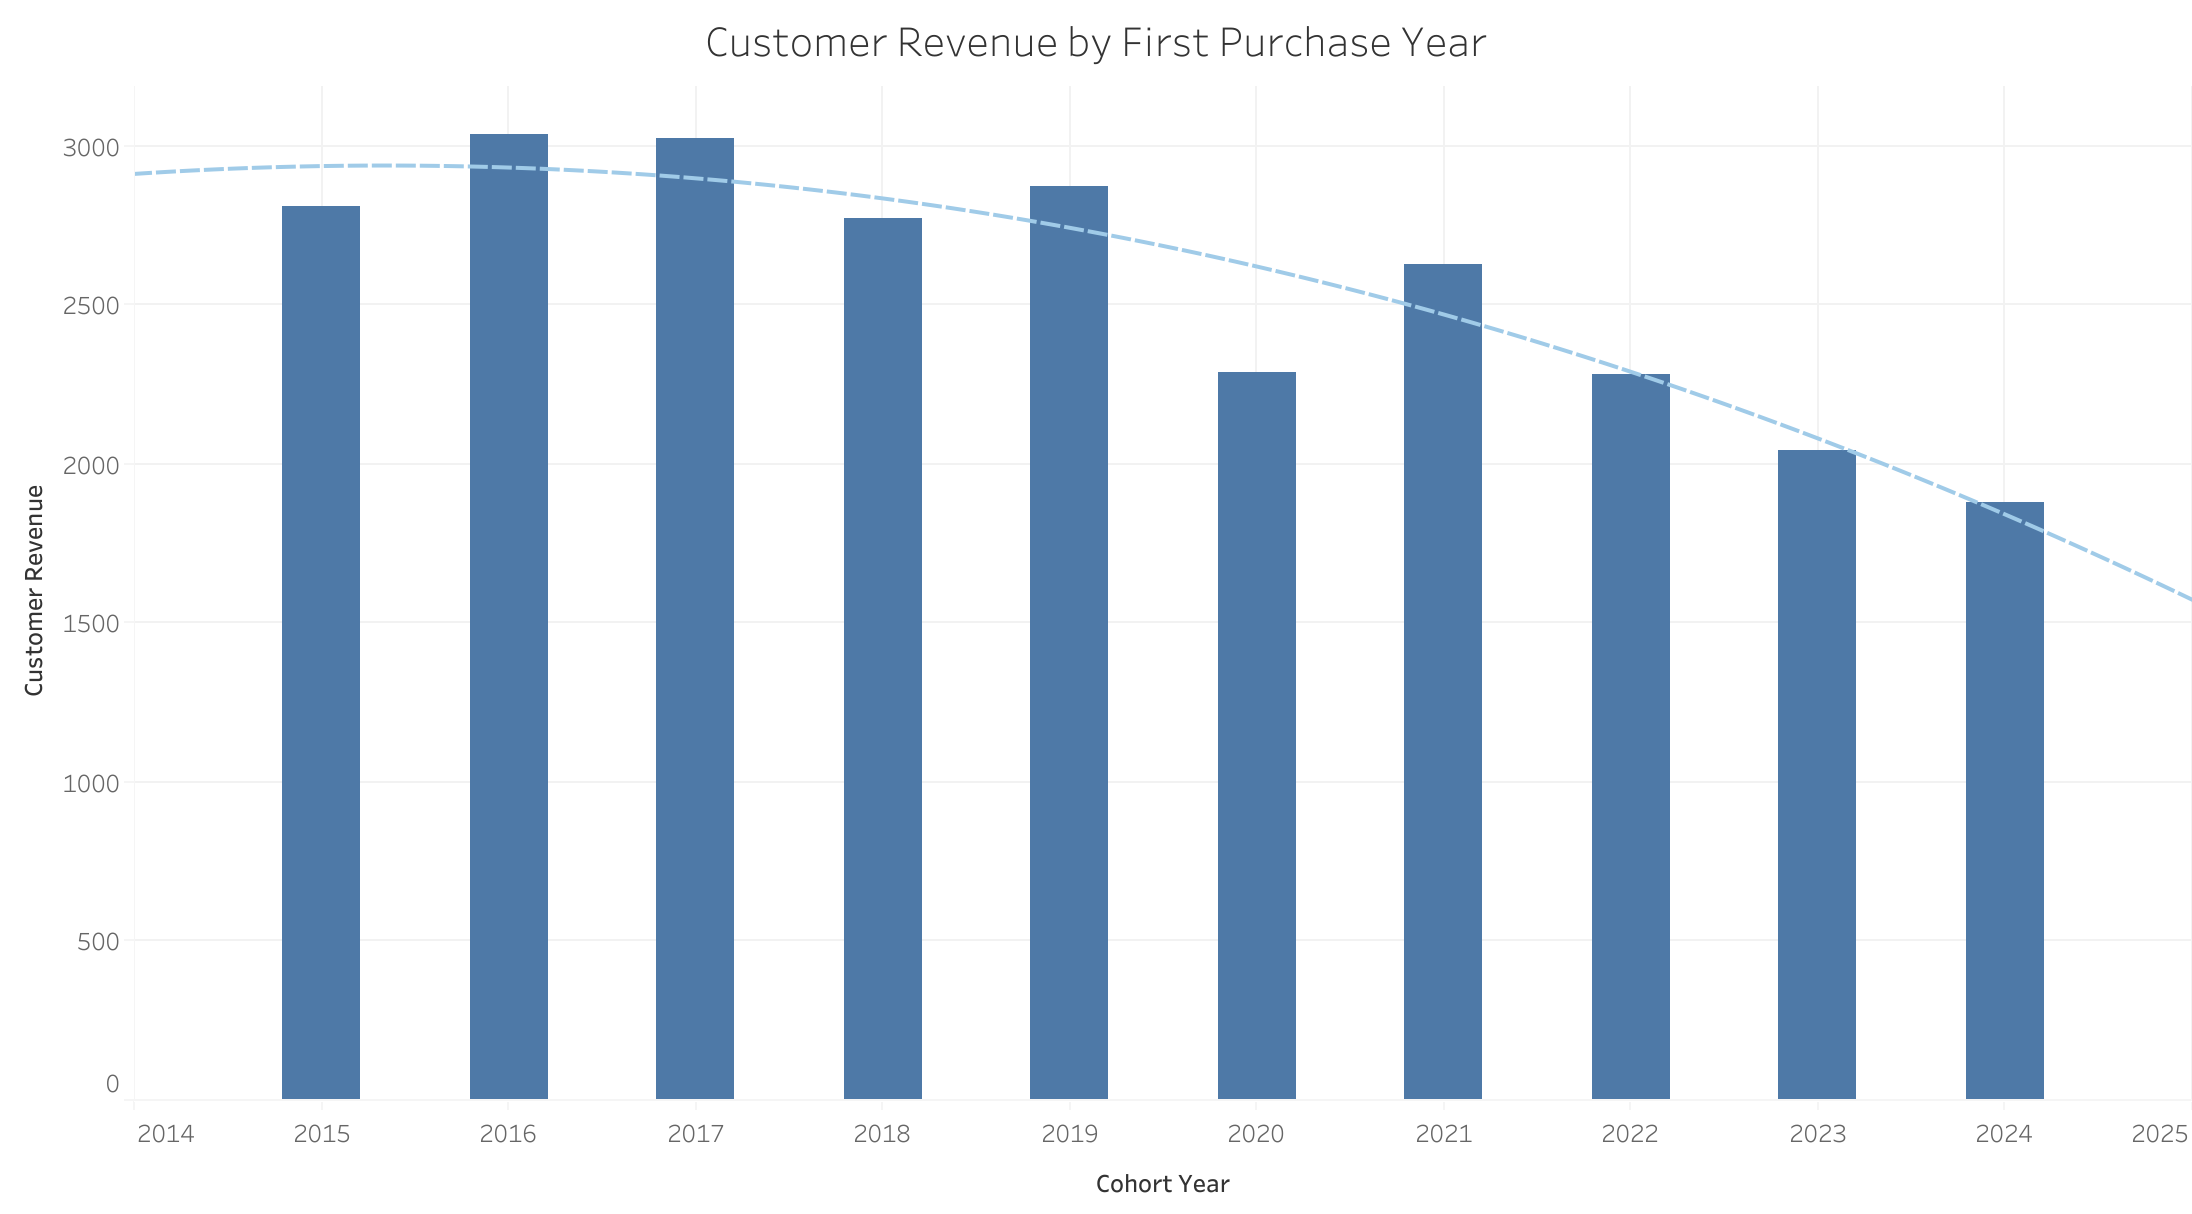 Customer Revenue by First Purchase Year
3000
2500
2000
1500
1000
500
0
Customer Revenue
2014 2015 2016 2017 2018 2019 2020 2021 2022 2023 2024 2025
Cohort Year